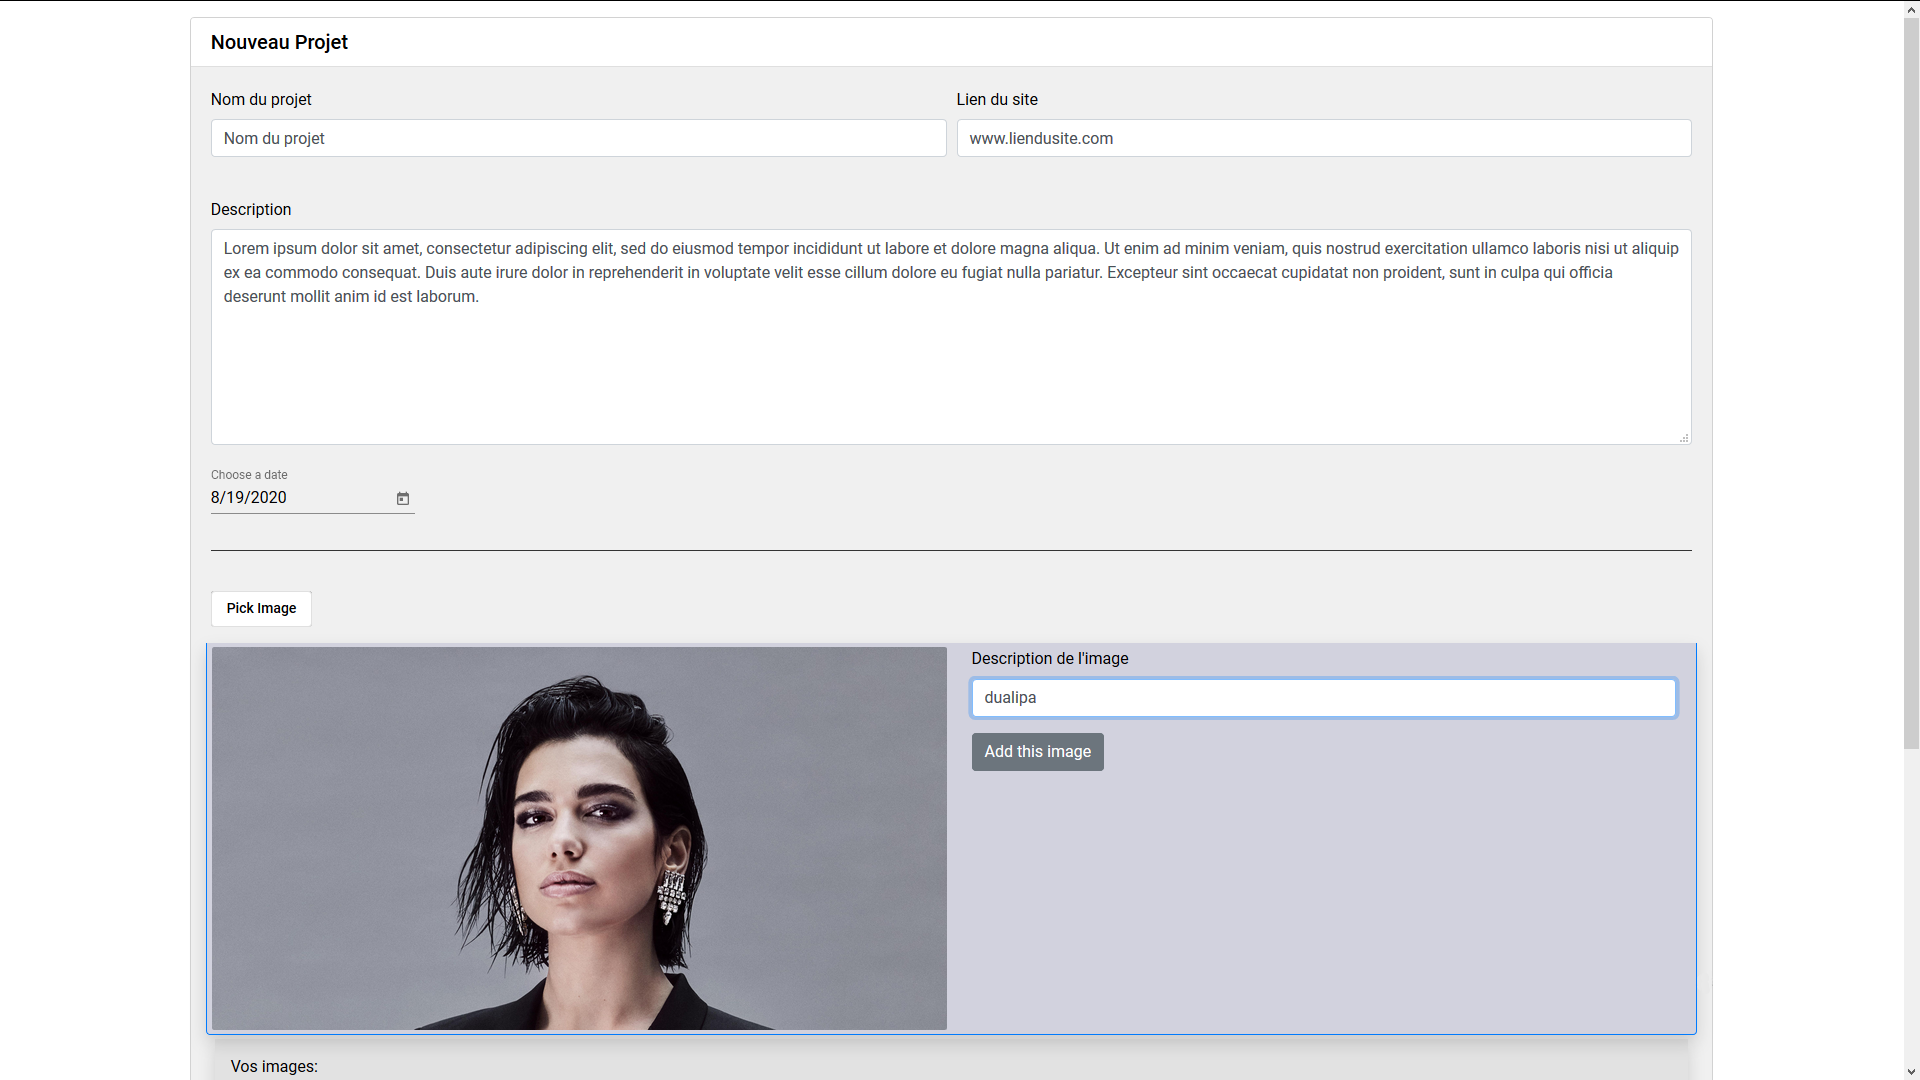 Nouveau Projet
Nom du projet
Lien du site
Nom du projet
www.liendusite.com
Description
Lorem ipsum dolor sit amet, consectetur adipiscing elit, sed do eiusmod tempor incididunt ut labore et dolore magna aliqua. Ut enim ad minim veniam, quis nostrud exercitation ullamco laboris nisi ut aliquip
ex ea commodo consequat. Duis aute irure dolor in reprehenderit in voluptate velit esse cillum dolore eu fugiat nulla pariatur. Excepteur sint occaecat cupidatat non proident, sunt in culpa qui officia
deserunt mollit anim id est laborum.
Choose a date
8/19/2020
Pick Image
Description de l'image
dualipa
Add this image
Vos images: